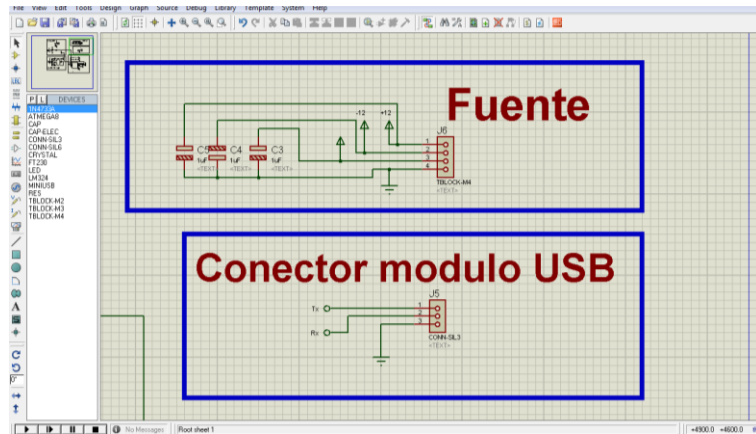 File View Edit Tools Design Graph Source Debug Library Template System Help
P L DEVICES
1N4733A
ATMEGA8
CAP
CAP-ELEC
CONN-SIL3
CONN-SIL6
CRYSTAL
FT230
LED
LM324
MINIUSB
RES
TBLOCK-M2
TBLOCK-M3
TBLOCK-M4
Fuente
-12 +12
J6
C5 C4 C3
1uF 1uF 1uF
<TEXT> <TEXT> <TEXT>
1
2
3
4
TBLOCK-M4
<TEXT>
Conector modulo USB
J5
Tx
Rx
1
2
3
CONN-SIL3
<TEXT>
LBL
A
0°
No Messages Root sheet 1 +4900.0 +4600.0